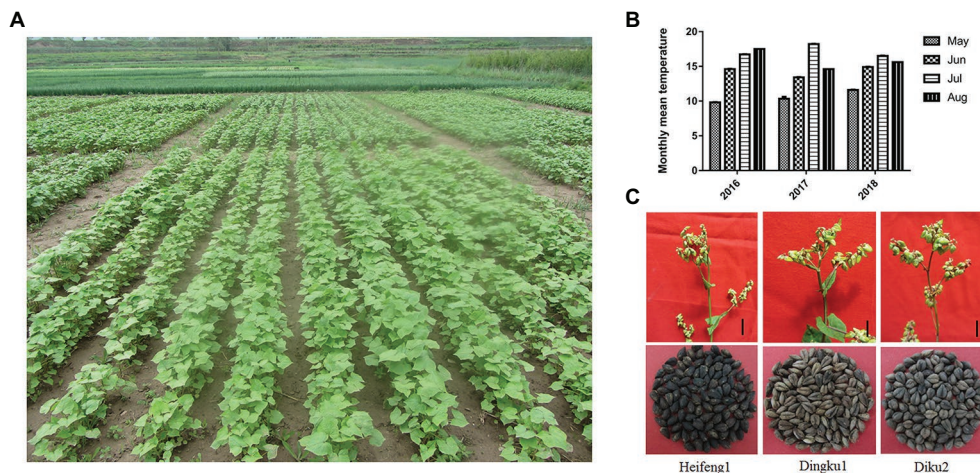 A
B
Monthly mean temperature
20
15
10
5
0
May
Jun
Jul
Aug
2016
2017
2018
C
Heifeng1
Dingku1
Diku2